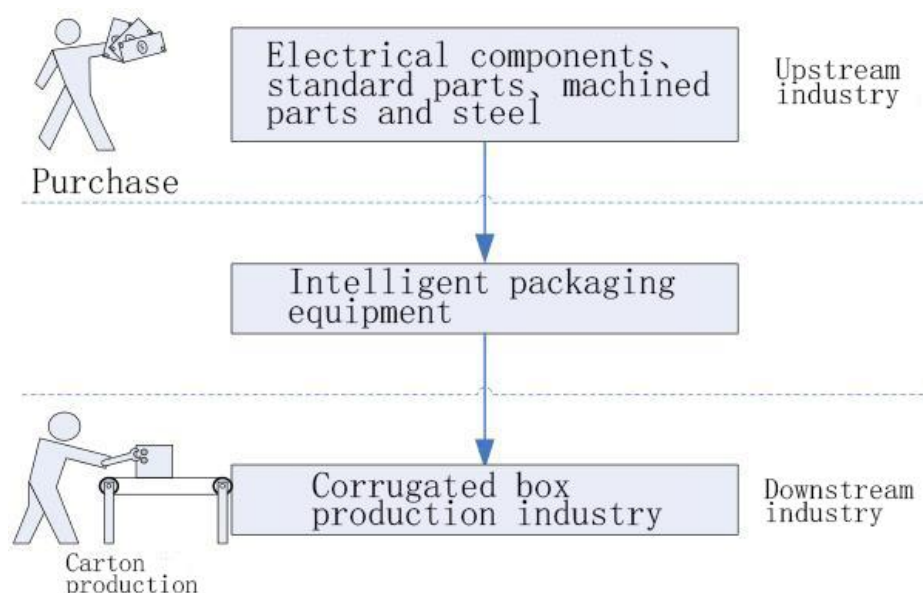 Electrical components、
standard parts、machined
parts and steel
Upstream
industry
Purchase
Intelligent packaging
equipment
Corrugated box
production industry
Downstream
industry
Carton
production